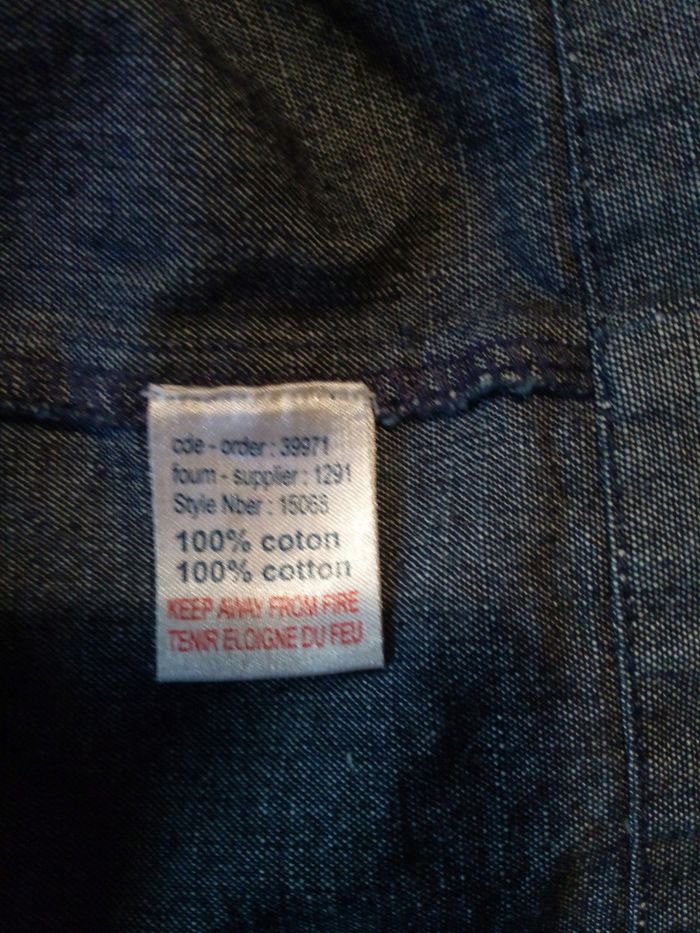 cde - order : 39971
fourn - supplier : 1291
Style Nber : 15068
100% coton
100% cotton
KEEP AWAY FROM FIRE
TENIR ELOIGNE DU FEU